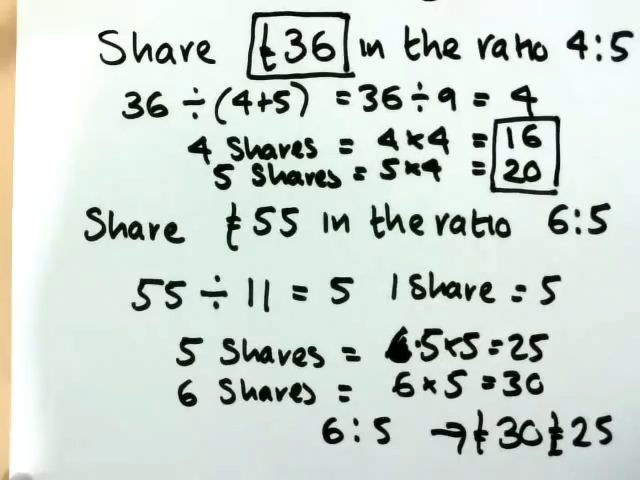 Share £36 in the ratio 4:5
36 ÷ (4+5) = 36 ÷ 9 = 4
4 Shares = 4 × 4 = 16
5 Shares = 5 × 4 = 20
Share £55 in the ratio 6:5
55 ÷ 11 = 5 1 Share = 5
5 Shares = 5 × 5 = 25
6 Shares = 6 × 5 = 30
6:5 → £30 £25